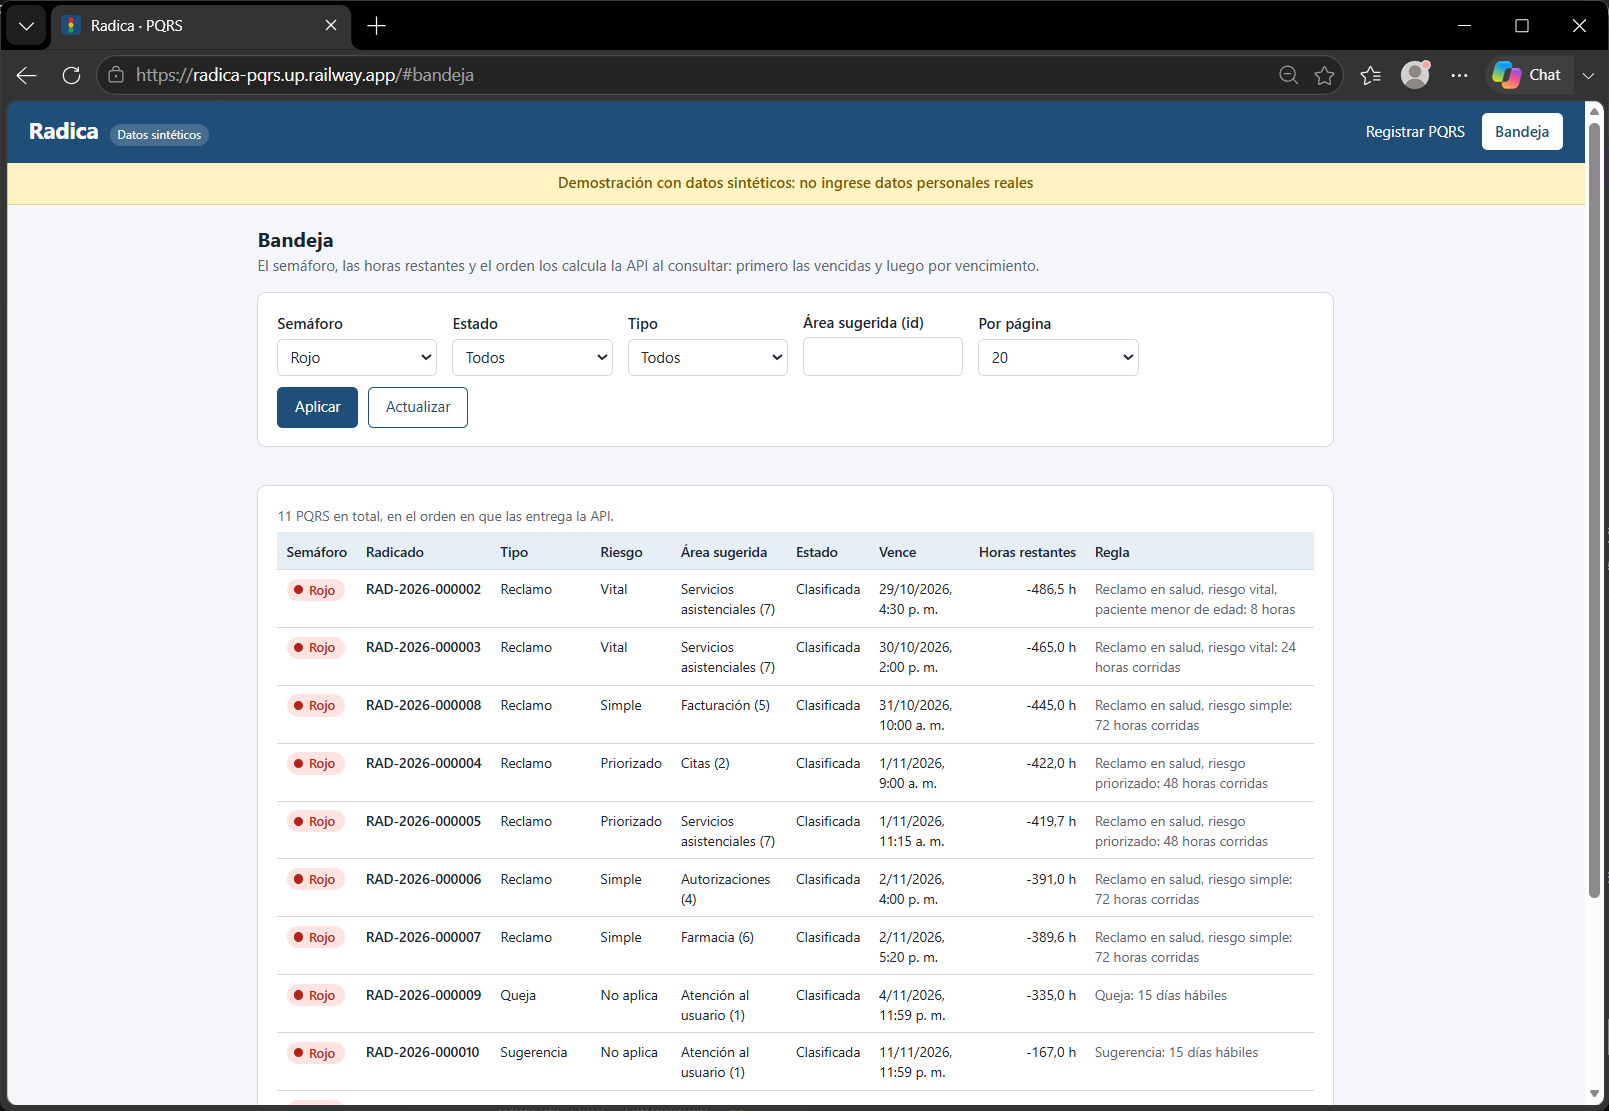 Radica · PQRS
https://radica-pqrs.up.railway.app/#bandeja
Chat
Radica
Datos sintéticos
Registrar PQRS
Bandeja
Demostración con datos sintéticos: no ingrese datos personales reales
Bandeja
El semáforo, las horas restantes y el orden los calcula la API al consultar: primero las vencidas y luego por vencimiento.
Semáforo Estado Tipo Área sugerida (id) Por página
Rojo Todos Todos 20
Aplicar Actualizar
11 PQRS en total, en el orden en que las entrega la API.
Semáforo Radicado Tipo Riesgo Área sugerida Estado Vence Horas restantes Regla
Rojo RAD-2026-000002 Reclamo Vital Servicios Clasificada 29/10/2026, -486,5 h Reclamo en salud, riesgo vital,
asistenciales (7) 4:30 p. m. paciente menor de edad: 8 horas
Rojo RAD-2026-000003 Reclamo Vital Servicios Clasificada 30/10/2026, -465,0 h Reclamo en salud, riesgo vital: 24
asistenciales (7) 2:00 p. m. horas corridas
Rojo RAD-2026-000008 Reclamo Simple Facturación (5) Clasificada 31/10/2026, -445,0 h Reclamo en salud, riesgo simple:
10:00 a. m. 72 horas corridas
Rojo RAD-2026-000004 Reclamo Priorizado Citas (2) Clasificada 1/11/2026, -422,0 h Reclamo en salud, riesgo
9:00 a. m. priorizado: 48 horas corridas
Rojo RAD-2026-000005 Reclamo Priorizado Servicios Clasificada 1/11/2026, -419,7 h Reclamo en salud, riesgo
asistenciales (7) 11:15 a. m. priorizado: 48 horas corridas
Rojo RAD-2026-000006 Reclamo Simple Autorizaciones Clasificada 2/11/2026, -391,0 h Reclamo en salud, riesgo simple:
(4) 4:00 p. m. 72 horas corridas
Rojo RAD-2026-000007 Reclamo Simple Farmacia (6) Clasificada 2/11/2026, -389,6 h Reclamo en salud, riesgo simple:
5:20 p. m. 72 horas corridas
Rojo RAD-2026-000009 Queja No aplica Atención al Clasificada 4/11/2026, -335,0 h Queja: 15 días hábiles
usuario (1) 11:59 p. m.
Rojo RAD-2026-000010 Sugerencia No aplica Atención al Clasificada 11/11/2026, -167,0 h Sugerencia: 15 días hábiles
usuario (1) 11:59 p. m.